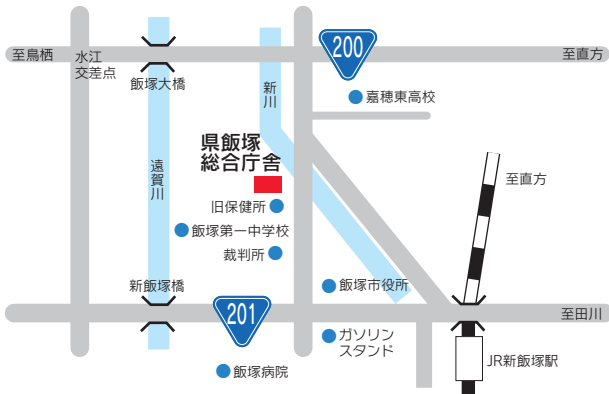 至鳥栖
水江
交差点
飯塚大橋
新川
200
至直方
嘉穂東高校
県飯塚
総合庁舎
遠賀川
至直方
旧保健所
飯塚第一中学校
裁判所
新飯塚橋
201
飯塚市役所
至田川
ガソリン
スタンド
JR新飯塚駅
飯塚病院